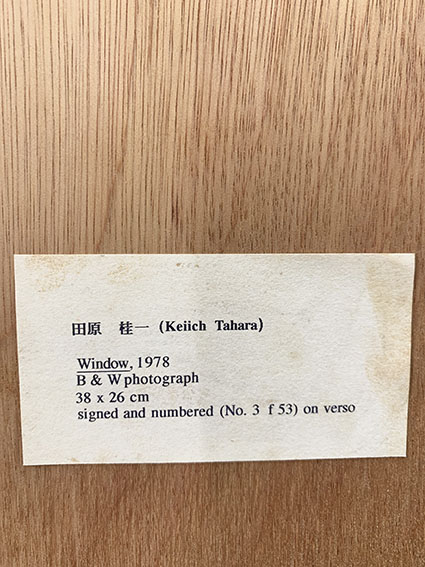 田原　桂一 (Keiich Tahara)
Window, 1978
B & W photograph
38 x 26 cm
signed and numbered (No. 3 f 53) on verso